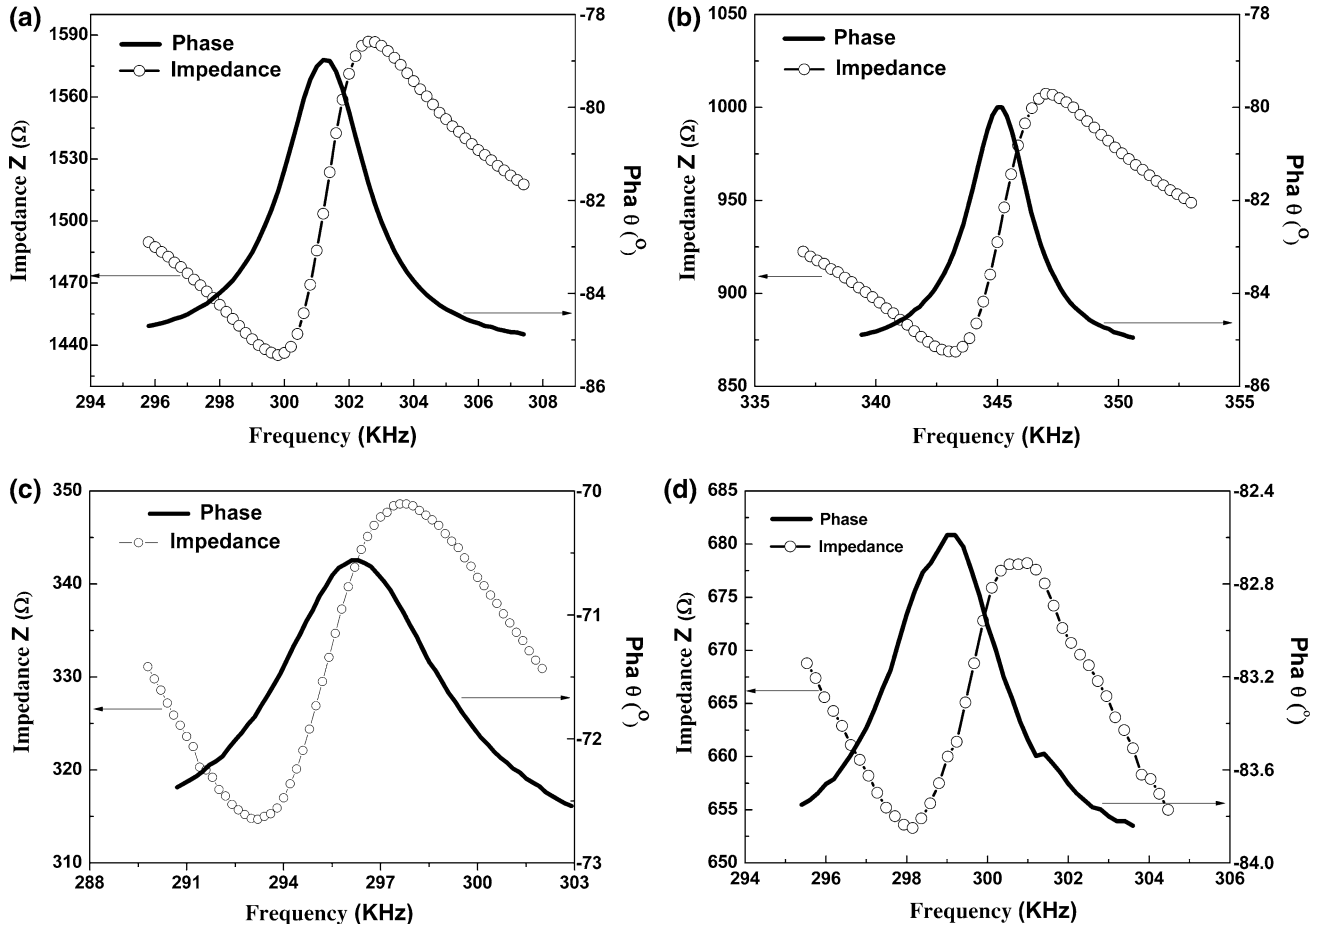 (a)
Phase
Impedance
1590
1560
1530
1500
1470
1440
Impedance Z (Ω)
-78
-80
-82
-84
-86
Pha θ (o)
294 296 298 300 302 304 306 308
Frequency (KHz)
(b)
Phase
Impedance
1050
1000
950
900
850
Impedance Z (Ω)
-78
-80
-82
-84
-86
Pha θ (o)
335 340 345 350 355
Frequency (KHz)
(c)
Phase
Impedance
350
340
330
320
310
Impedance Z (Ω)
-70
-71
-72
-73
Pha θ (o)
88 291 294 297 300 303
Frequency (KHz)
(d)
Phase
Impedance
685
680
675
670
665
660
655
650
Impedance Z (Ω)
-82.4
-82.8
-83.2
-83.6
-84.0
Pha θ (°)
294 296 298 300 302 304 306
Frequency (KHz)